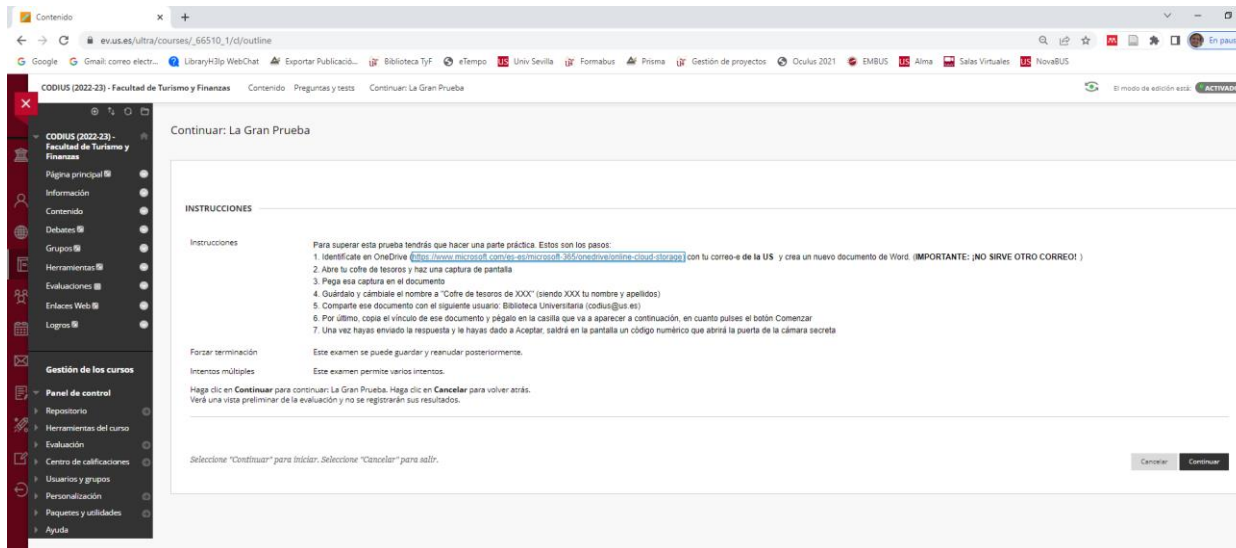 Contenido
ev.us.es/ultra/courses/_66510_1/cl/outline
En paus
Google
Gmail: correo electr...
LibraryH3lp WebChat
Exportar Publicació...
Biblioteca TyF
eTempo
Univ Sevilla
Formabus
Prisma
Gestión de proyectos
Oculus 2021
EMBUS
Alma
Salas Virtuales
NovaBUS
CODIUS (2022-23) - Facultad de Turismo y Finanzas
Contenido
Preguntas y tests
Continuar: La Gran Prueba
El modo de edición está:
ACTIVADO
CODIUS (2022-23) -
Facultad de Turismo y
Finanzas
Página principal
Información
Contenido
Debates
Grupos
Herramientas
Evaluaciones
Enlaces Web
Logros
Gestión de los cursos
Panel de control
Repositorio
Herramientas del curso
Evaluación
Centro de calificaciones
Usuarios y grupos
Personalización
Paquetes y utilidades
Ayuda
Continuar: La Gran Prueba
INSTRUCCIONES
Instrucciones
Para superar esta prueba tendrás que hacer una parte práctica. Estos son los pasos:
1. Identifícate en OneDrive (https://www.microsoft.com/es-es/microsoft-365/onedrive/online-cloud-storage) con tu correo-e de la US y crea un nuevo documento de Word. (IMPORTANTE: ¡NO SIRVE OTRO CORREO! )
2. Abre tu cofre de tesoros y haz una captura de pantalla
3. Pega esa captura en el documento
4. Guárdalo y cámbiale el nombre a "Cofre de tesoros de XXX" (siendo XXX tu nombre y apellidos)
5. Comparte ese documento con el siguiente usuario: Biblioteca Universitaria (codius@us.es)
6. Por último, copia el vínculo de ese documento y pégalo en la casilla que va a aparecer a continuación, en cuanto pulses el botón Comenzar
7. Una vez hayas enviado la respuesta y le hayas dado a Aceptar, saldrá en la pantalla un código numérico que abrirá la puerta de la cámara secreta
Forzar terminación
Este examen se puede guardar y reanudar posteriormente.
Intentos múltiples
Este examen permite varios intentos.
Haga clic en Continuar para continuar: La Gran Prueba. Haga clic en Cancelar para volver atrás.
Verá una vista preliminar de la evaluación y no se registrarán sus resultados.
Seleccione "Continuar" para iniciar. Seleccione "Cancelar" para salir.
Cancelar
Continuar